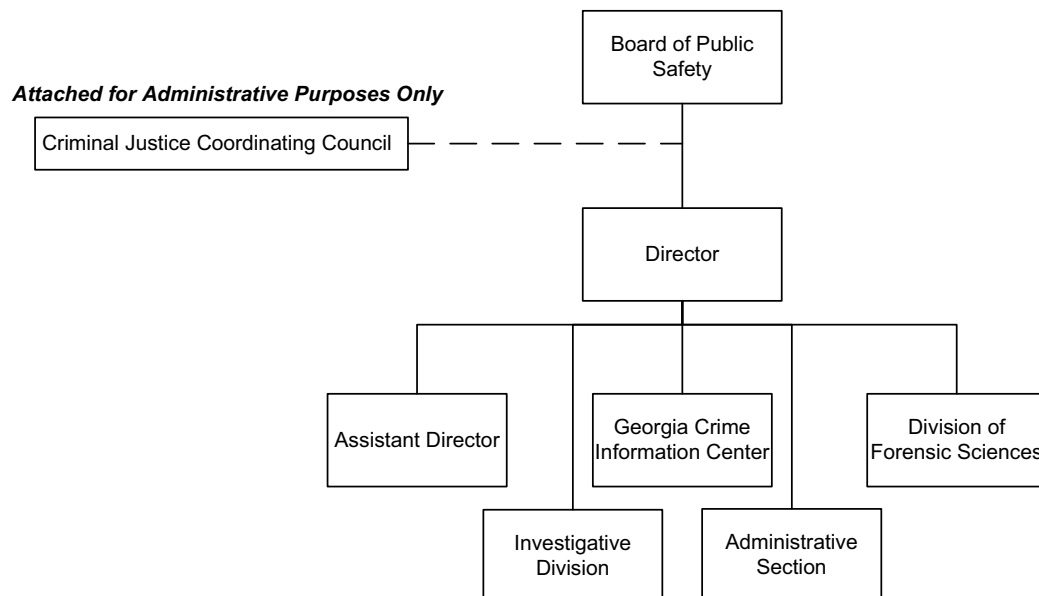 Board of Public
Safety
Attached for Administrative Purposes Only
Criminal Justice Coordinating Council
Director
Assistant Director
Georgia Crime
Information Center
Division of
Forensic Sciences
Investigative
Division
Administrative
Section